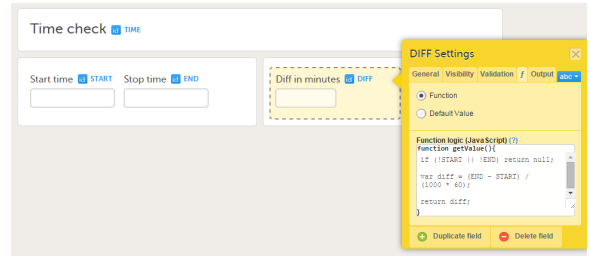 Time check id TIME
Start time id START Stop time id END
Diff in minutes id DIFF
DIFF Settings
General Visibility Validation f Output abc
Function
Default Value
Function logic (JavaScript) (?)
function getValue(){
if (!START || !END) return null;
var diff = (END - START) /
(1000 * 60);
return diff;
}
Duplicate field Delete field